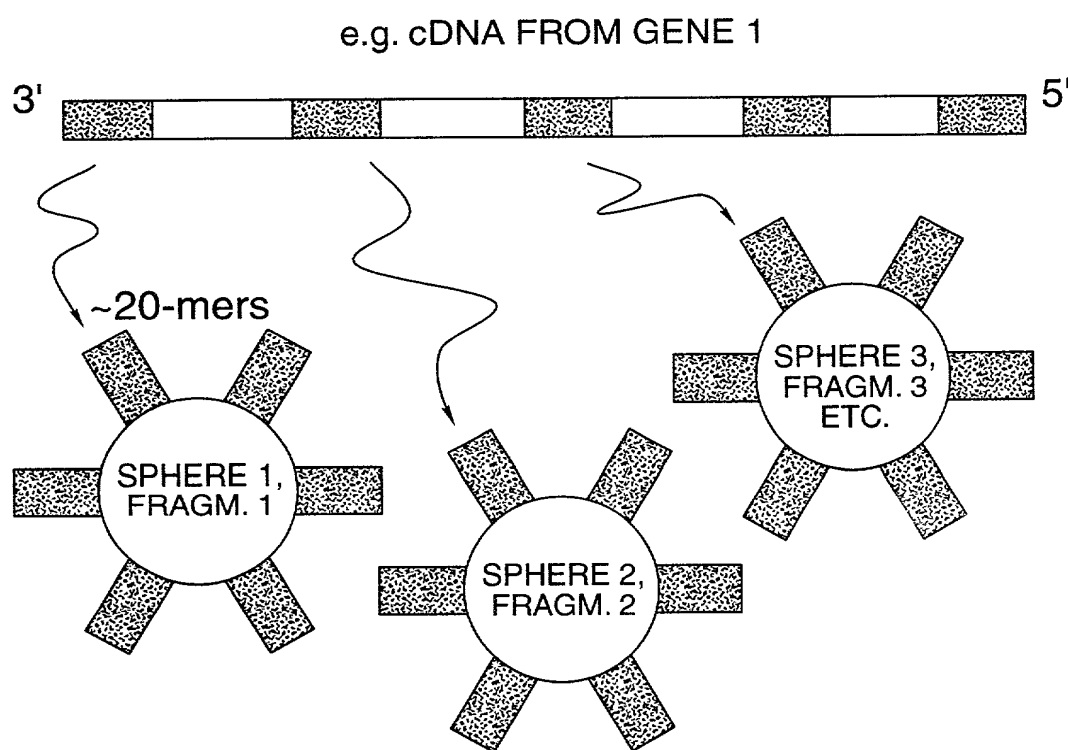 e.g. cDNA FROM GENE 1
3'
5'
~20-mers
SPHERE 1,
FRAGM. 1
SPHERE 2,
FRAGM. 2
SPHERE 3,
FRAGM. 3
ETC.